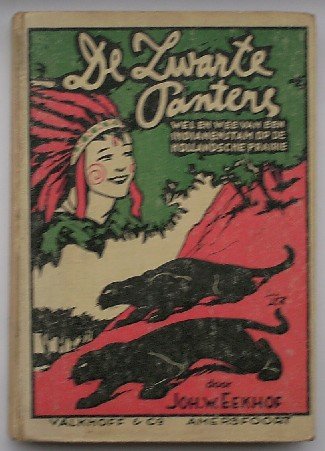 De Zwarte
Panters
WEL EN WEE VAN EEN
INDIANENSTAM OP DE
HOLLANDSCHE PRAIRIE
door
JOH. W. EEKHOF
VALKHOFF & Co AMERSFOORT